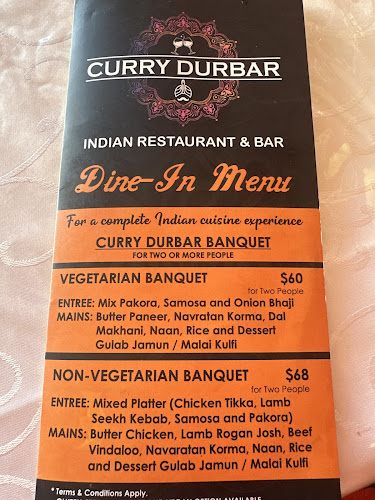 CURRY DURBAR
INDIAN RESTAURANT & BAR
Dine-In Menu
For a complete Indian cuisine experience
CURRY DURBAR BANQUET
FOR TWO OR MORE PEOPLE
VEGETARIAN BANQUET $60
for Two People
ENTREE: Mix Pakora, Samosa and Onion Bhaji
MAINS: Butter Paneer, Navratan Korma, Dal
Makhani, Naan, Rice and Dessert
Gulab Jamun / Malai Kulfi
NON-VEGETARIAN BANQUET $68
for Two People
ENTREE: Mixed Platter (Chicken Tikka, Lamb
Seekh Kebab, Samosa and Pakora)
MAINS: Butter Chicken, Lamb Rogan Josh, Beef
Vindaloo, Navaratan Korma, Naan, Rice
and Dessert Gulab Jamun / Malai Kulfi
* Terms & Conditions Apply.